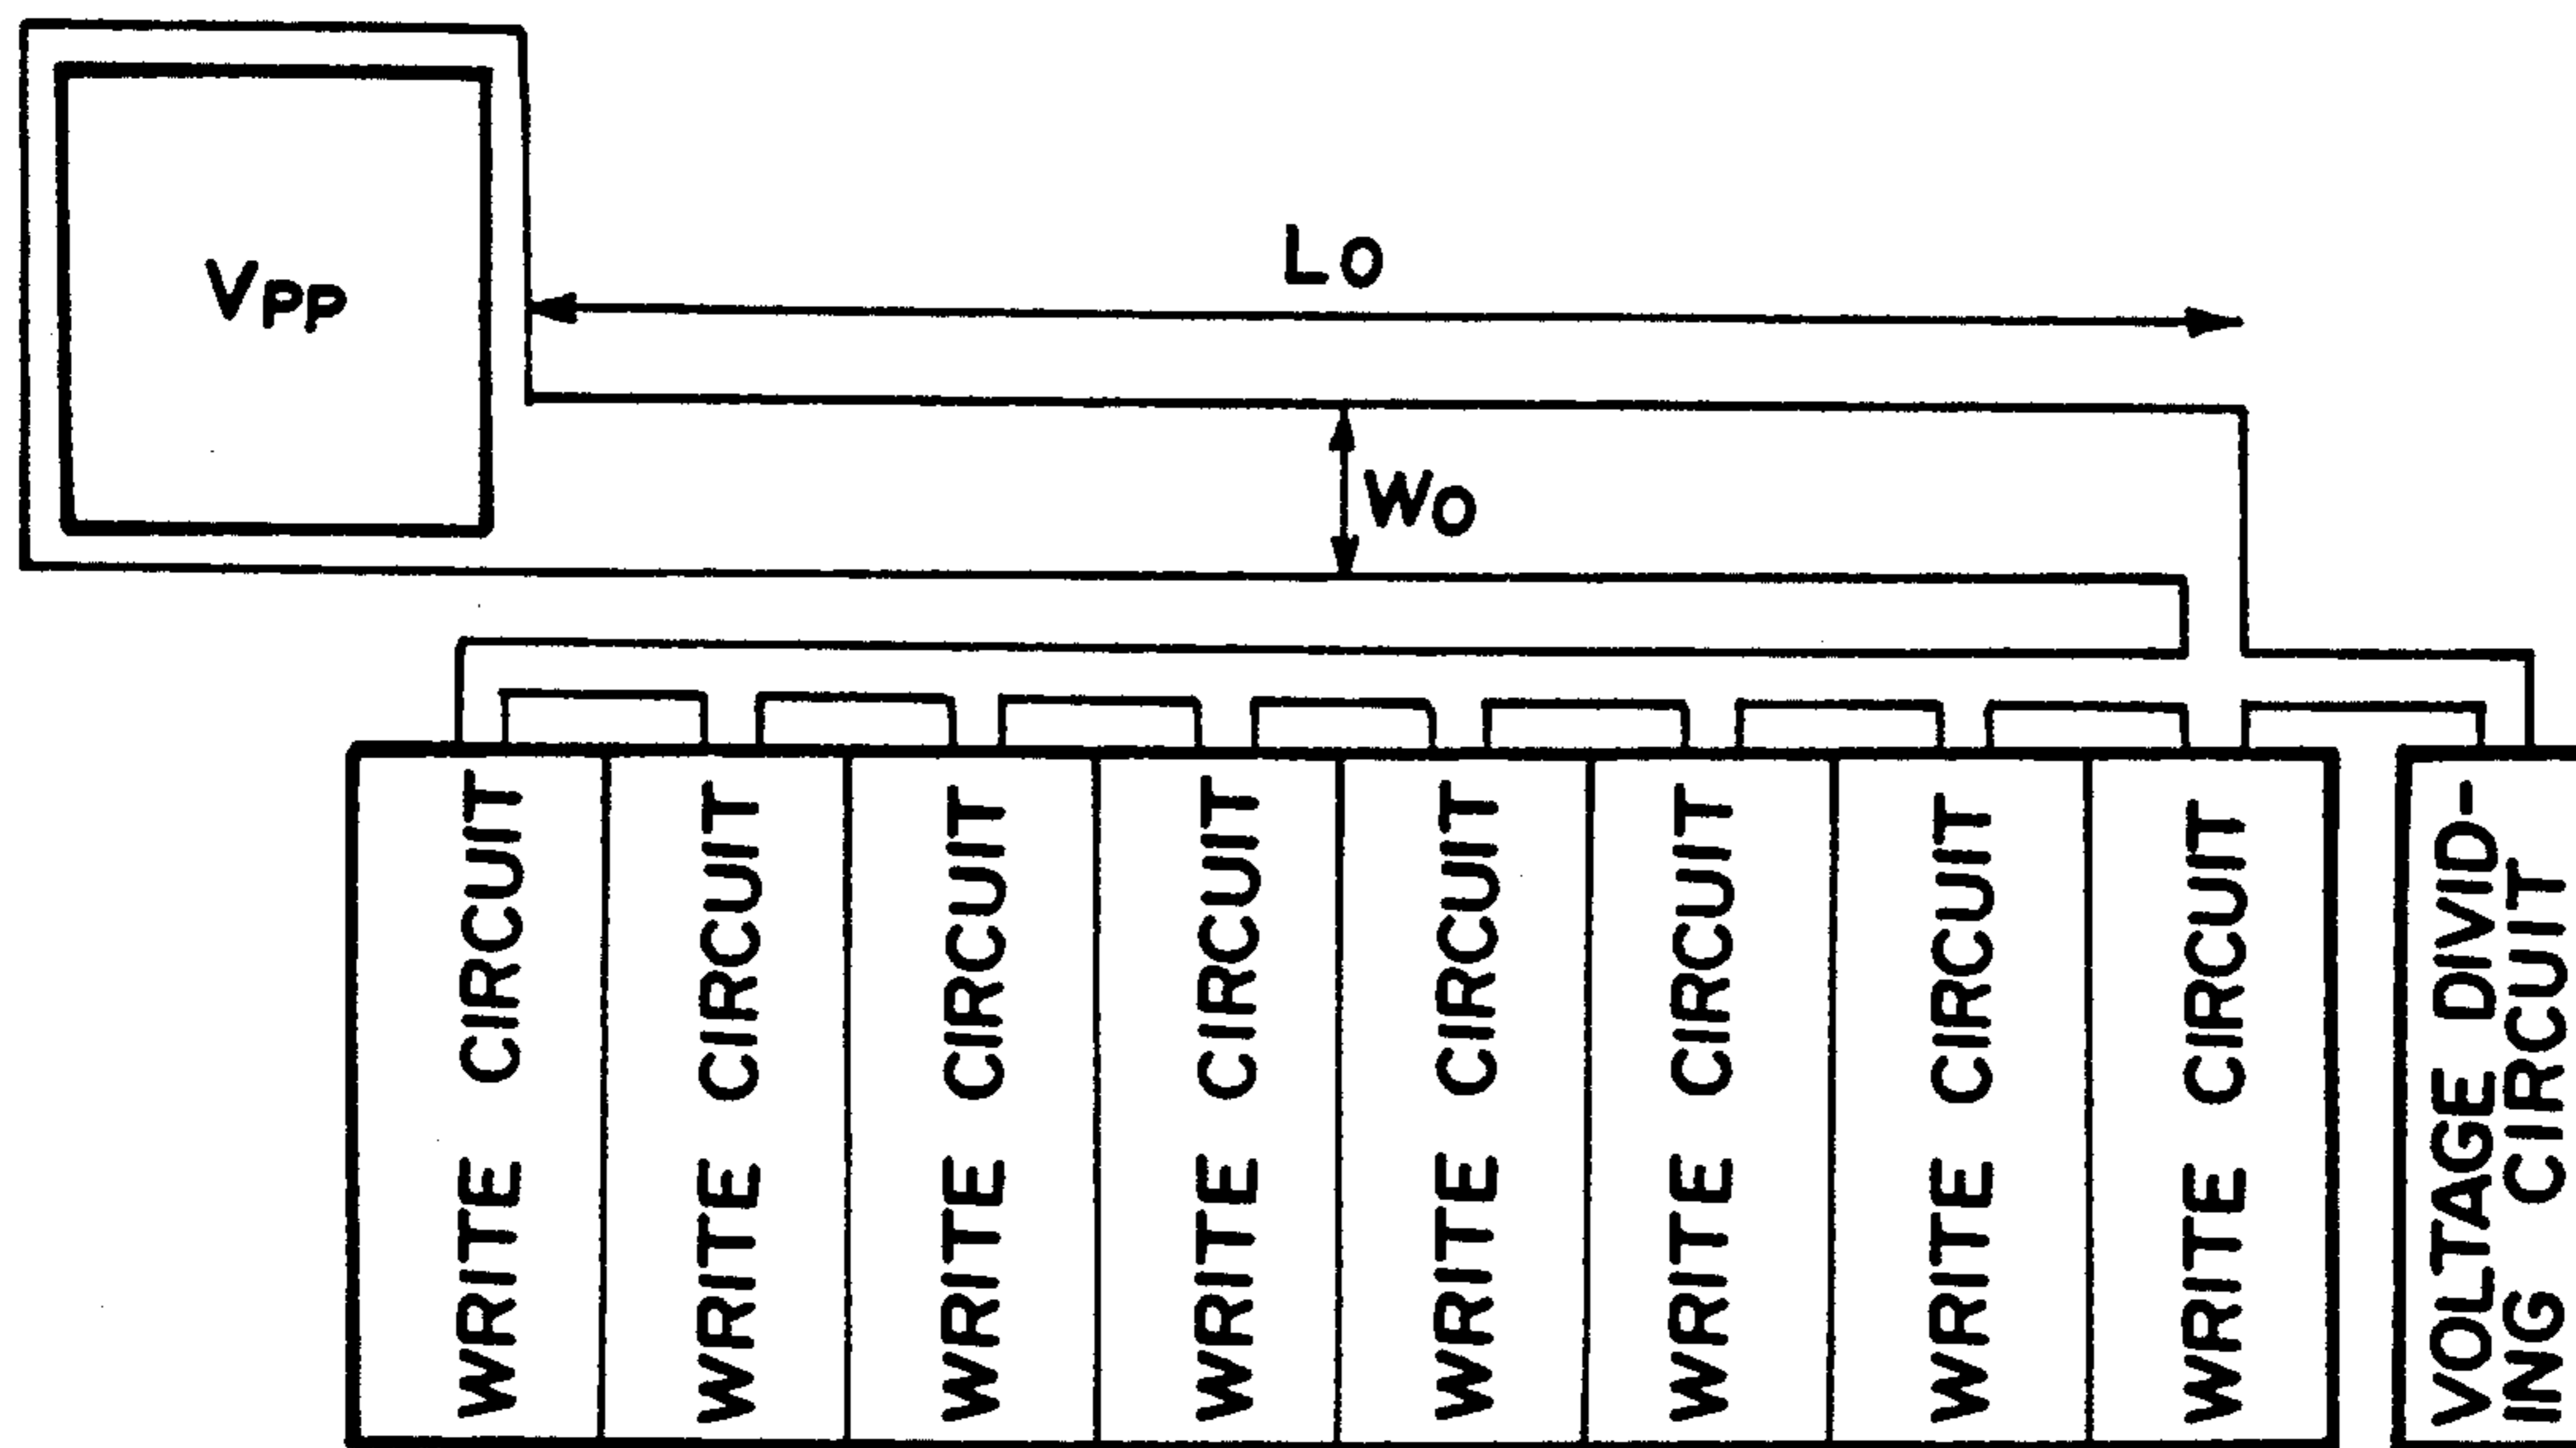 VPP
LO
WO
WRITE CIRCUIT
WRITE CIRCUIT
WRITE CIRCUIT
WRITE CIRCUIT
WRITE CIRCUIT
WRITE CIRCUIT
WRITE CIRCUIT
WRITE CIRCUIT
VOLTAGE DIVID-
ING CIRCUIT